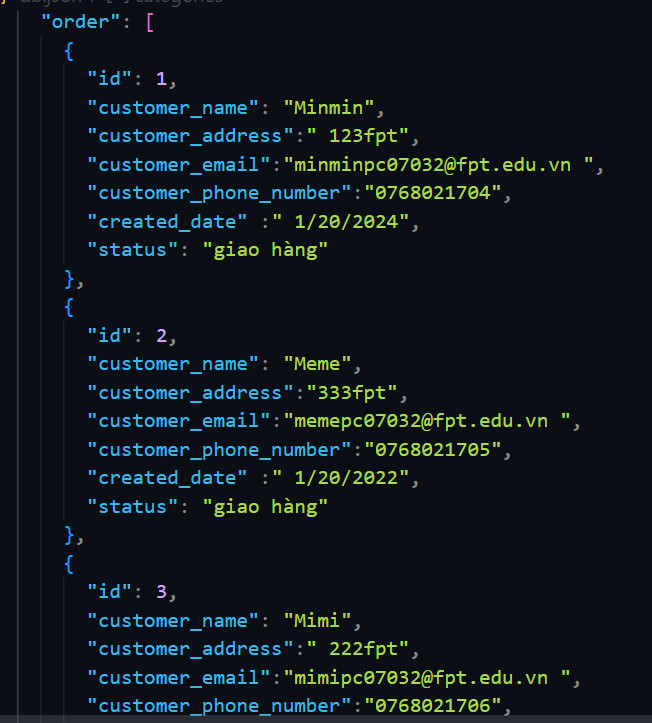 "order": [
{
"id": 1,
"customer_name": "Minmin",
"customer_address":" 123fpt",
"customer_email":"minminpc07032@fpt.edu.vn ",
"customer_phone_number":"0768021704",
"created_date" :" 1/20/2024",
"status": "giao hàng"
},
{
"id": 2,
"customer_name": "Meme",
"customer_address":"333fpt",
"customer_email":"memepc07032@fpt.edu.vn ",
"customer_phone_number":"0768021705",
"created_date" :" 1/20/2022",
"status": "giao hàng"
},
{
"id": 3,
"customer_name": "Mimi",
"customer_address":" 222fpt",
"customer_email":"mimipc07032@fpt.edu.vn ",
"customer_phone_number":"0768021706",